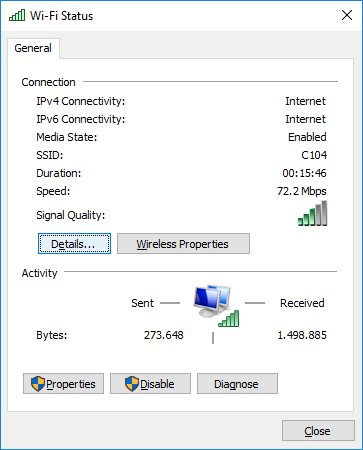 Wi-Fi Status
General
Connection
IPv4 Connectivity: Internet
IPv6 Connectivity: Internet
Media State: Enabled
SSID: C104
Duration: 00:15:46
Speed: 72.2 Mbps
Signal Quality:
Details... Wireless Properties
Activity
Sent Received
Bytes: 273.648 1.498.885
Properties Disable Diagnose
Close